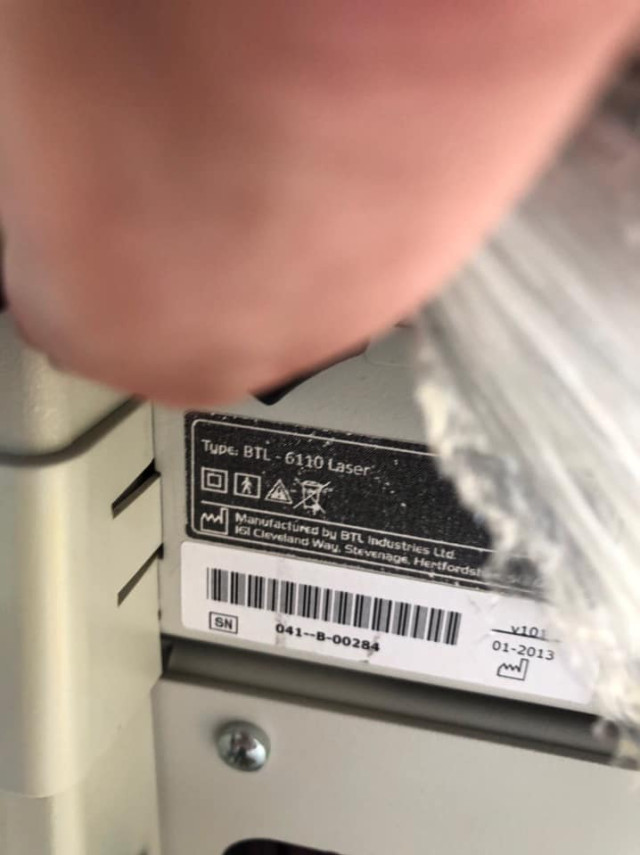 Type: BTL - 6110 Laser
Manufactured by BTL Industries Ltd.
161 Cleveland Way, Stevenage,
SN
041--B-00284
v101
01-2013